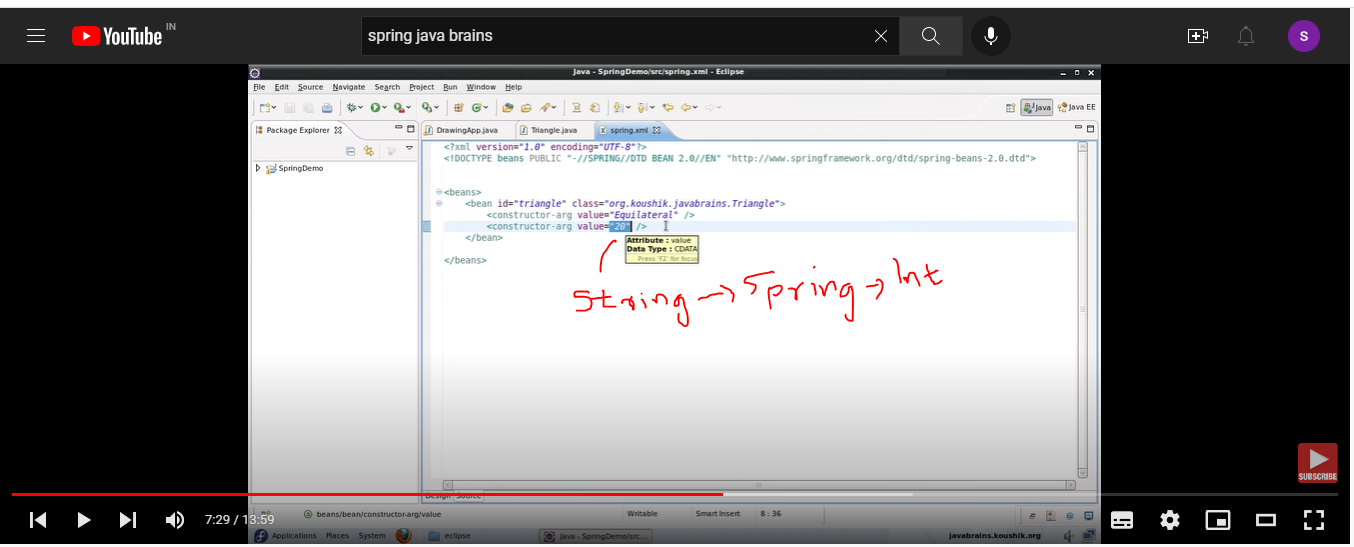 YouTube IN
spring java brains
S
Java - SpringDemo/src/spring.xml - Eclipse
File Edit Source Navigate Search Project Run Window Help
Java Java EE
Package Explorer
DrawingApp.java Triangle.java spring.xml
SpringDemo
<?xml version="1.0" encoding="UTF-8"?>
<!DOCTYPE beans PUBLIC "-//SPRING//DTD BEAN 2.0//EN" "http://www.springframework.org/dtd/spring-beans-2.0.dtd">
<beans>
<bean id="triangle" class="org.koushik.javabrains.Triangle">
<constructor-arg value="Equilateral" />
<constructor-arg value="20" />
</bean>
</beans>
Attribute : value
Data Type : CDATA
Press 'F2' for focus
String → Spring → Int
SUBSCRIBE
Design Source
7:29 / 13:59
beans/bean/constructor-arg/value Writable Smart Insert 8 : 36
Applications Places System eclipse Java - SpringDemo/src... javabrains.koushik.org